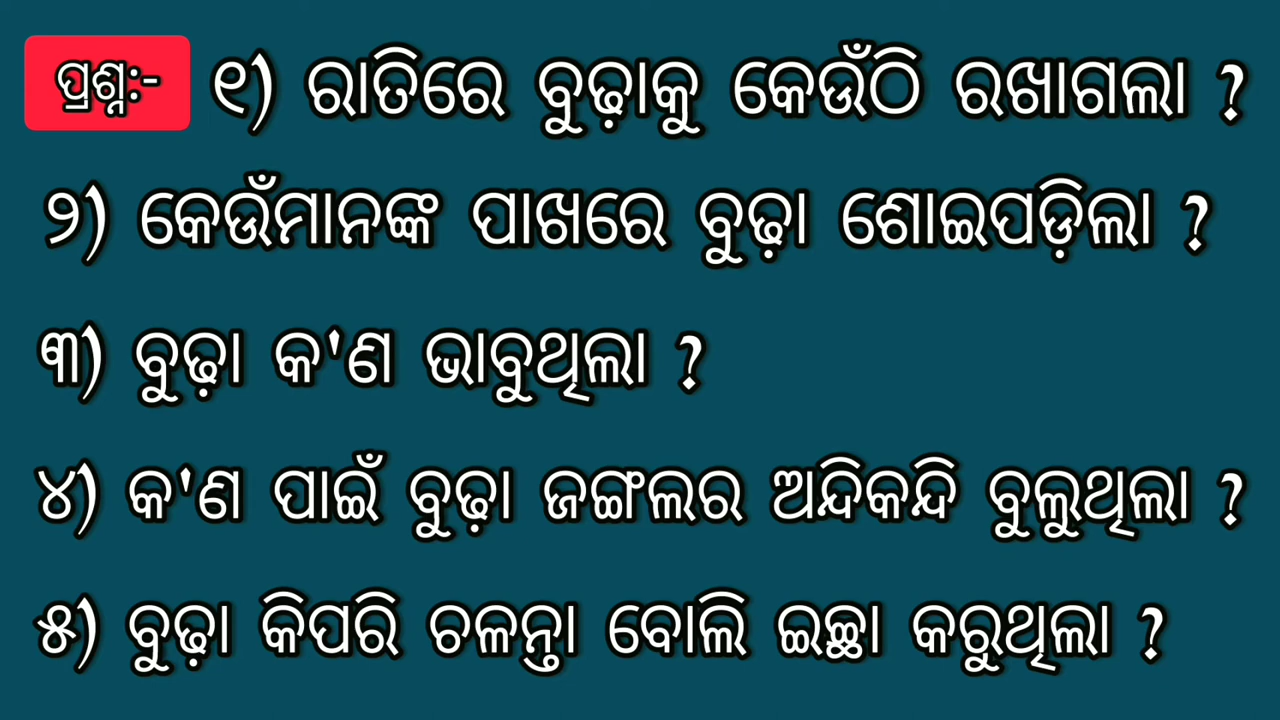 ପ୍ରଶ୍ନ:- ୧) ରାତିରେ ବୁଢ଼ାକୁ କେଉଁଠି ରଖାଗଲା ?
୨) କେଉଁମାନଙ୍କ ପାଖରେ ବୁଢ଼ା ଶୋଇପଡ଼ିଲା ?
୩) ବୁଢ଼ା କ'ଣ ଭାବୁଥିଲା ?
୪) କ'ଣ ପାଇଁ ବୁଢ଼ା ଜଙ୍ଗଲର ଅନ୍ଦିକନ୍ଦି ବୁଲୁଥିଲା ?
୫) ବୁଢ଼ା କିପରି ଚଳନ୍ତା ବୋଲି ଇଚ୍ଛା କରୁଥିଲା ?